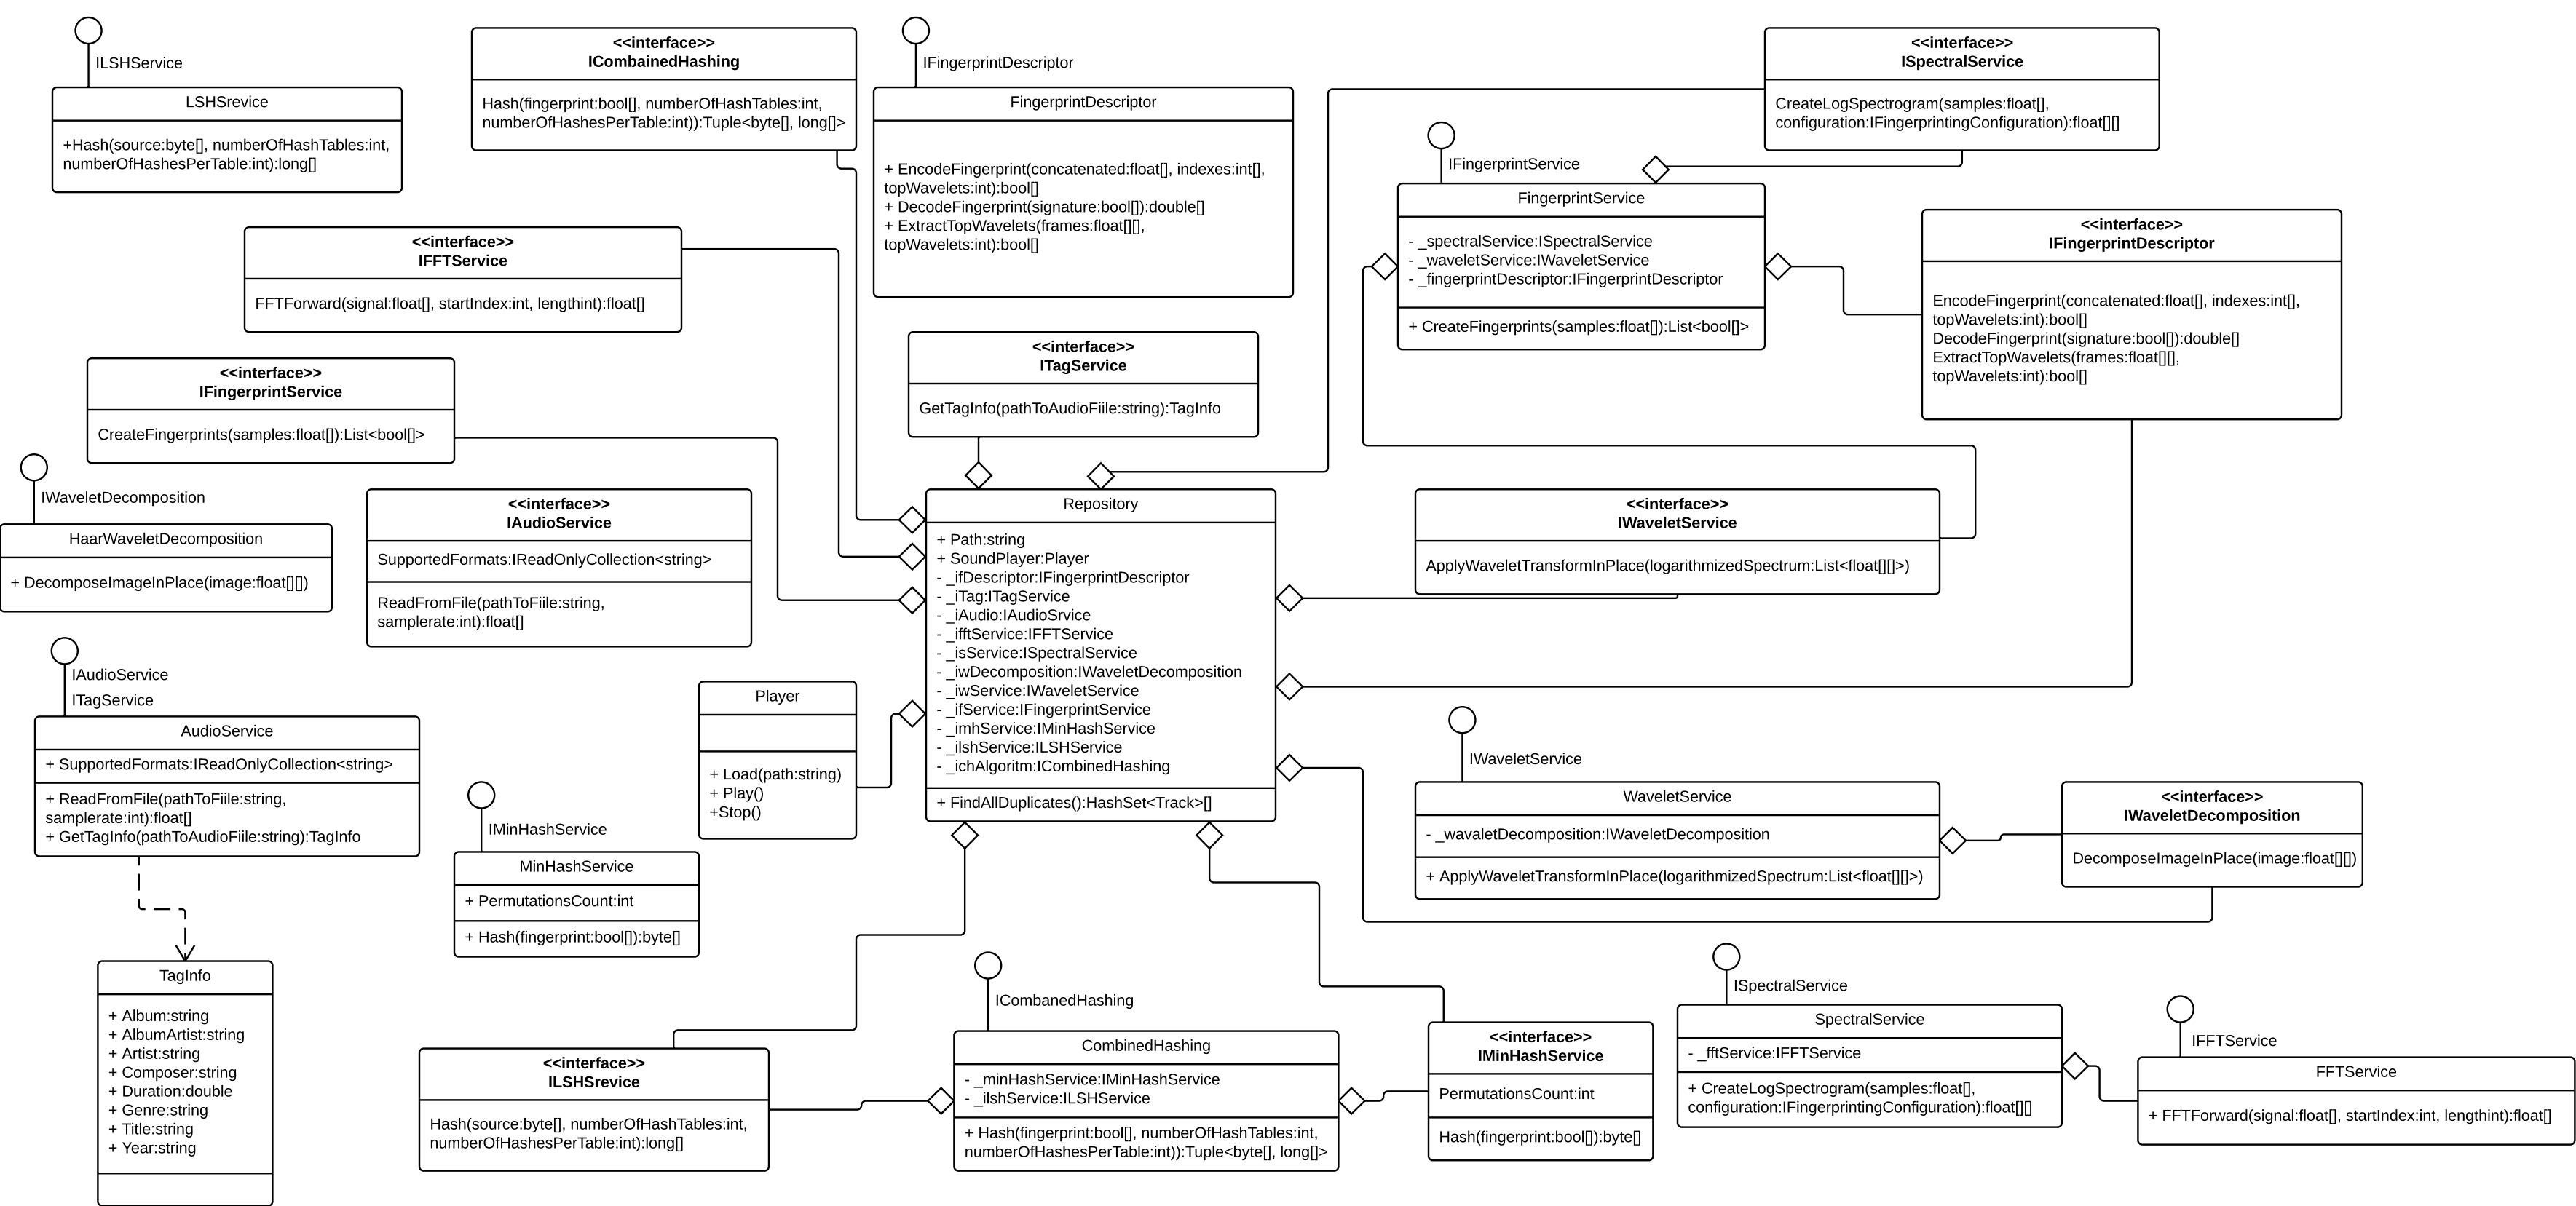 ILSHService
LSHSrevice
+Hash(source:byte[], numberOfHashTables:int,
numberOfHashesPerTable:int):long[]
<<interface>>
ICombainedHashing
Hash(fingerprint:bool[], numberOfHashTables:int,
numberOfHashesPerTable:int)):Tuple<byte[], long[]>
IFingerprintDescriptor
FingerprintDescriptor
+ EncodeFingerprint(concatenated:float[], indexes:int[],
topWavelets:int):bool[]
+ DecodeFingerprint(signature:bool[]):double[]
+ ExtractTopWavelets(frames:float[][],
topWavelets:int):bool[]
<<interface>>
ISpectralService
CreateLogSpectrogram(samples:float[],
configuration:IFingerprintingConfiguration):float[][]
IFingerprintService
FingerprintService
- _spectralService:ISpectralService
- _waveletService:IWaveletService
- _fingerprintDescriptor:IFingerprintDescriptor
+ CreateFingerprints(samples:float[]):List<bool[]>
<<interface>>
IFingerprintDescriptor
EncodeFingerprint(concatenated:float[], indexes:int[],
topWavelets:int):bool[]
DecodeFingerprint(signature:bool[]):double[]
ExtractTopWavelets(frames:float[][],
topWavelets:int):bool[]
<<interface>>
IFFTService
FFTForward(signal:float[], startIndex:int, lengthint):float[]
<<interface>>
ITagService
GetTagInfo(pathToAudioFiile:string):TagInfo
<<interface>>
IFingerprintService
CreateFingerprints(samples:float[]):List<bool[]>
IWaveletDecomposition
HaarWaveletDecomposition
+ DecomposeImageInPlace(image:float[][])
<<interface>>
IAudioService
SupportedFormats:IReadOnlyCollection<string>
ReadFromFile(pathToFiile:string,
samplerate:int):float[]
Repository
+ Path:string
+ SoundPlayer:Player
- _ifDescriptor:IFingerprintDescriptor
- _iTag:ITagService
- _iAudio:IAudioSrvice
- _ifftService:IFFTService
- _isService:ISpectralService
- _iwDecomposition:IWaveletDecomposition
- _iwService:IWaveletService
- _ifService:IFingerprintService
- _imhService:IMinHashService
- _ilshService:ILSHService
- _ichAlgoritm:ICombinedHashing
+ FindAllDuplicates():HashSet<Track>[]
<<interface>>
IWaveletService
ApplyWaveletTransformInPlace(logarithmizedSpectrum:List<float[][]>)
IAudioService
ITagService
AudioService
+ SupportedFormats:IReadOnlyCollection<string>
+ ReadFromFile(pathToFiile:string,
samplerate:int):float[]
+ GetTagInfo(pathToAudioFiile:string):TagInfo
Player
+ Load(path:string)
+ Play()
+Stop()
IMinHashService
MinHashService
+ PermutationsCount:int
+ Hash(fingerprint:bool[]):byte[]
IWaveletService
WaveletService
- _wavaletDecomposition:IWaveletDecomposition
+ ApplyWaveletTransformInPlace(logarithmizedSpectrum:List<float[][]>)
<<interface>>
IWaveletDecomposition
DecomposeImageInPlace(image:float[][])
TagInfo
+ Album:string
+ AlbumArtist:string
+ Artist:string
+ Composer:string
+ Duration:double
+ Genre:string
+ Title:string
+ Year:string
<<interface>>
ILSHSrevice
Hash(source:byte[], numberOfHashTables:int,
numberOfHashesPerTable:int):long[]
ICombanedHashing
CombinedHashing
- _minHashService:IMinHashService
- _ilshService:ILSHService
+ Hash(fingerprint:bool[], numberOfHashTables:int,
numberOfHashesPerTable:int)):Tuple<byte[], long[]>
<<interface>>
IMinHashService
PermutationsCount:int
Hash(fingerprint:bool[]):byte[]
ISpectralService
SpectralService
- _fftService:IFFTService
+ CreateLogSpectrogram(samples:float[],
configuration:IFingerprintingConfiguration):float[][]
IFFTService
FFTService
+ FFTForward(signal:float[], startIndex:int, lengthint):float[]